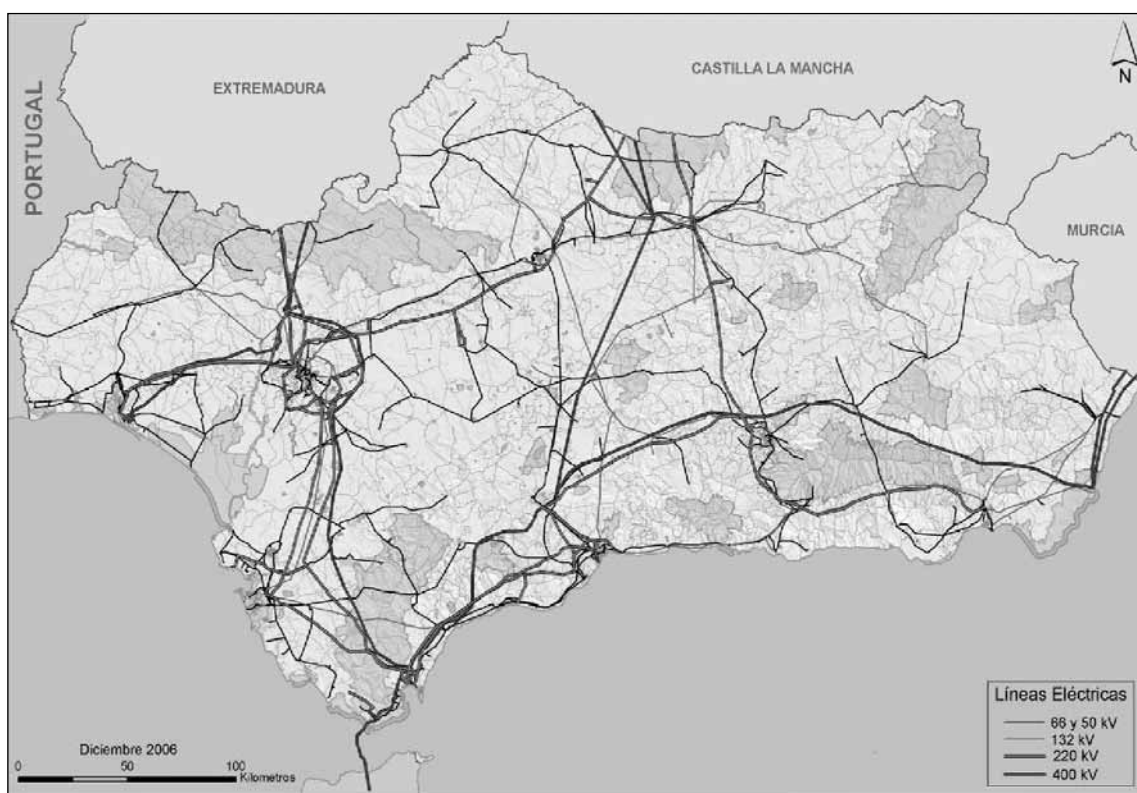 PORTUGAL
EXTREMADURA
CASTILLA LA MANCHA
N
MURCIA
Diciembre 2006
0 50 100
Kilometros
Líneas Eléctricas
66 y 50 kV
132 kV
220 kV
400 kV